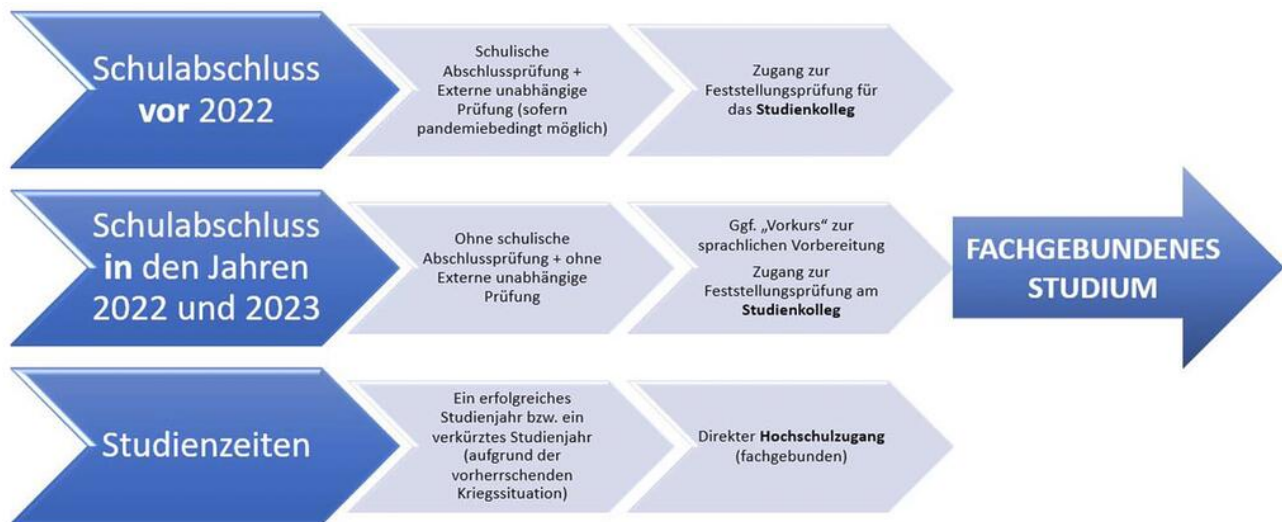 Schulabschluss
vor 2022
Schulische
Abschlussprüfung +
Externe unabhängige
Prüfung (sofern
pandemiebedingt möglich)
Zugang zur
Feststellungsprüfung für
das Studienkolleg
Schulabschluss
in den Jahren
2022 und 2023
Ohne schulische
Abschlussprüfung + ohne
Externe unabhängige
Prüfung
Ggf. „Vorkurs“ zur
sprachlichen Vorbereitung
Zugang zur
Feststellungsprüfung am
Studienkolleg
Studienzeiten
Ein erfolgreiches
Studienjahr bzw. ein
verkürztes Studienjahr
(aufgrund der
vorherrschenden
Kriegssituation)
Direkter Hochschulzugang
(fachgebunden)
FACHGEBUNDENES
STUDIUM